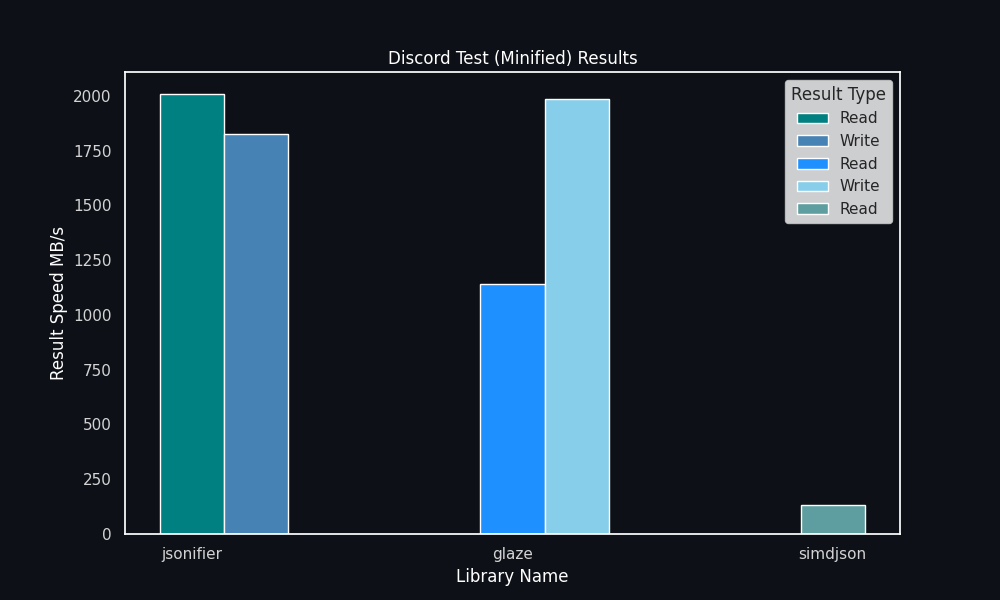 Discord Test (Minified) Results
Result Type
Read
Write
Read
Write
Read
Result Speed MB/s
2000
1750
1500
1250
1000
750
500
250
0
jsonifier
glaze
simdjson
Library Name